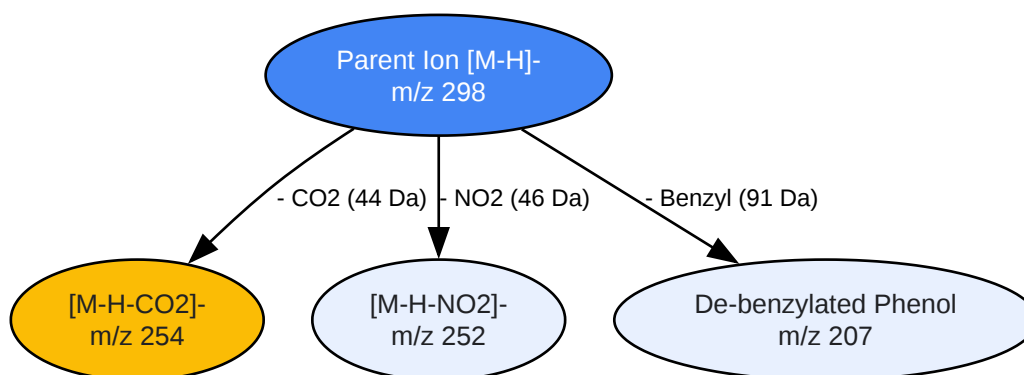 Parent Ion [M-H]-
m/z 298
- CO2 (44 Da)
- NO2 (46 Da)
- Benzyl (91 Da)
[M-H-CO2]-
m/z 254
[M-H-NO2]-
m/z 252
De-benzylated Phenol
m/z 207